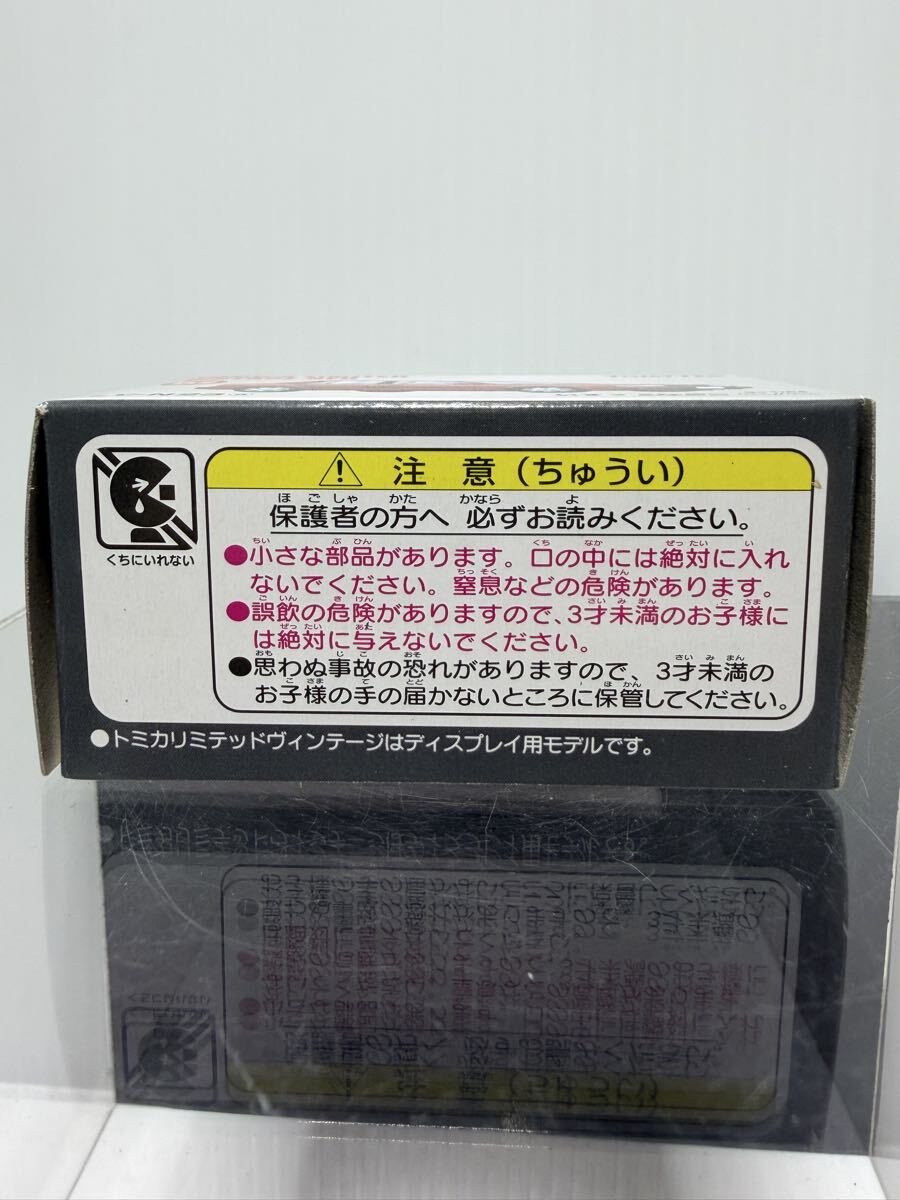 ⚠ 注意(ちゅうい)
保護者の方へ 必ずお読みください。
●小さな部品があります。口の中には絶対に入れ
ないでください。窒息などの危険があります。
●誤飲の危険がありますので、3才未満のお子様に
は絶対に与えないでください。
●思わぬ事故の恐れがありますので、3才未満の
お子様の手の届かないところに保管してください。
くちにいれない
●トミカリミテッドヴィンテージはディスプレイ用モデルです。